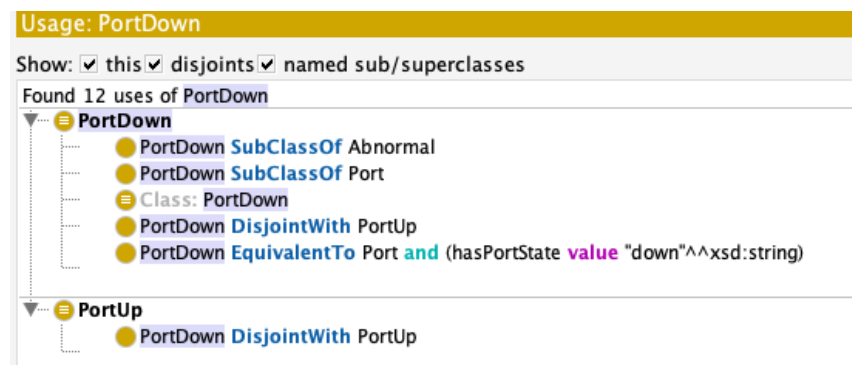 Usage: PortDown
Show: this disjoints named sub/superclasses
Found 12 uses of PortDown
PortDown
PortDown SubClassOf Abnormal
PortDown SubClassOf Port
Class: PortDown
PortDown DisjointWith PortUp
PortDown EquivalentTo Port and (hasPortState value "down"^^xsd:string)
PortUp
PortDown DisjointWith PortUp